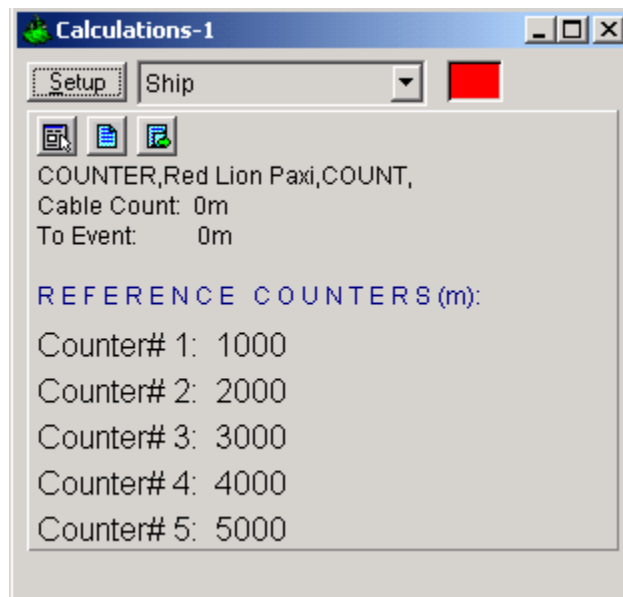 Calculations-1
Setup Ship
COUNTER,Red Lion Paxi,COUNT,
Cable Count: 0m
To Event: 0m
REFERENCE COUNTERS(m):
Counter# 1: 1000
Counter# 2: 2000
Counter# 3: 3000
Counter# 4: 4000
Counter# 5: 5000